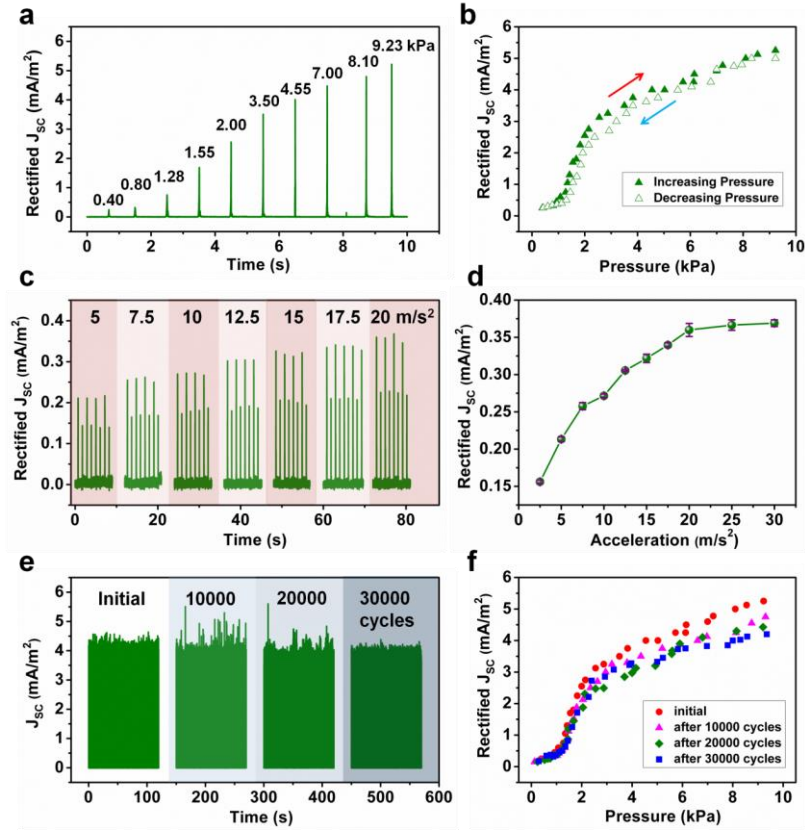 a
Rectified J_SC (mA/m²)
6
5
4
3
2
1
0
0.40
0.80
1.28
1.55
2.00
3.50
4.55
7.00
8.10
9.23 kPa
0 2 4 6 8 10
Time (s)
b
Rectified J_SC (mA/m²)
6
5
4
3
2
1
0
Increasing Pressure
Decreasing Pressure
0 2 4 6 8 10
Pressure (kPa)
c
Rectified J_SC (mA/m²)
5 7.5 10 12.5 15 17.5 20 m/s²
0.4
0.3
0.2
0.1
0.0
0 20 40 60 80
Time (s)
d
Rectified J_SC (mA/m²)
0.40
0.35
0.30
0.25
0.20
0.15
0 5 10 15 20 25 30
Acceleration (m/s²)
e
J_SC (mA/m²)
Initial 10000 20000 30000
cycles
7
6
5
4
3
2
1
0
0 100 200 300 400 500 600
Time (s)
f
Rectified J_SC (mA/m²)
6
5
4
3
2
1
0
initial
after 10000 cycles
after 20000 cycles
after 30000 cycles
0 2 4 6 8 10
Pressure (kPa)